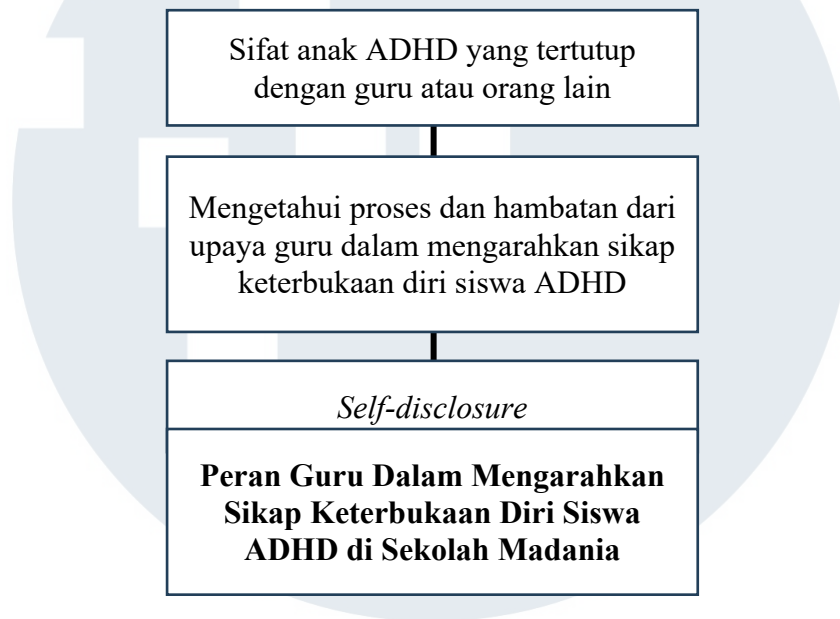 Sifat anak ADHD yang tertutup
dengan guru atau orang lain
Mengetahui proses dan hambatan dari
upaya guru dalam mengarahkan sikap
keterbukaan diri siswa ADHD
Self-disclosure
Peran Guru Dalam Mengarahkan
Sikap Keterbukaan Diri Siswa
ADHD di Sekolah Madania